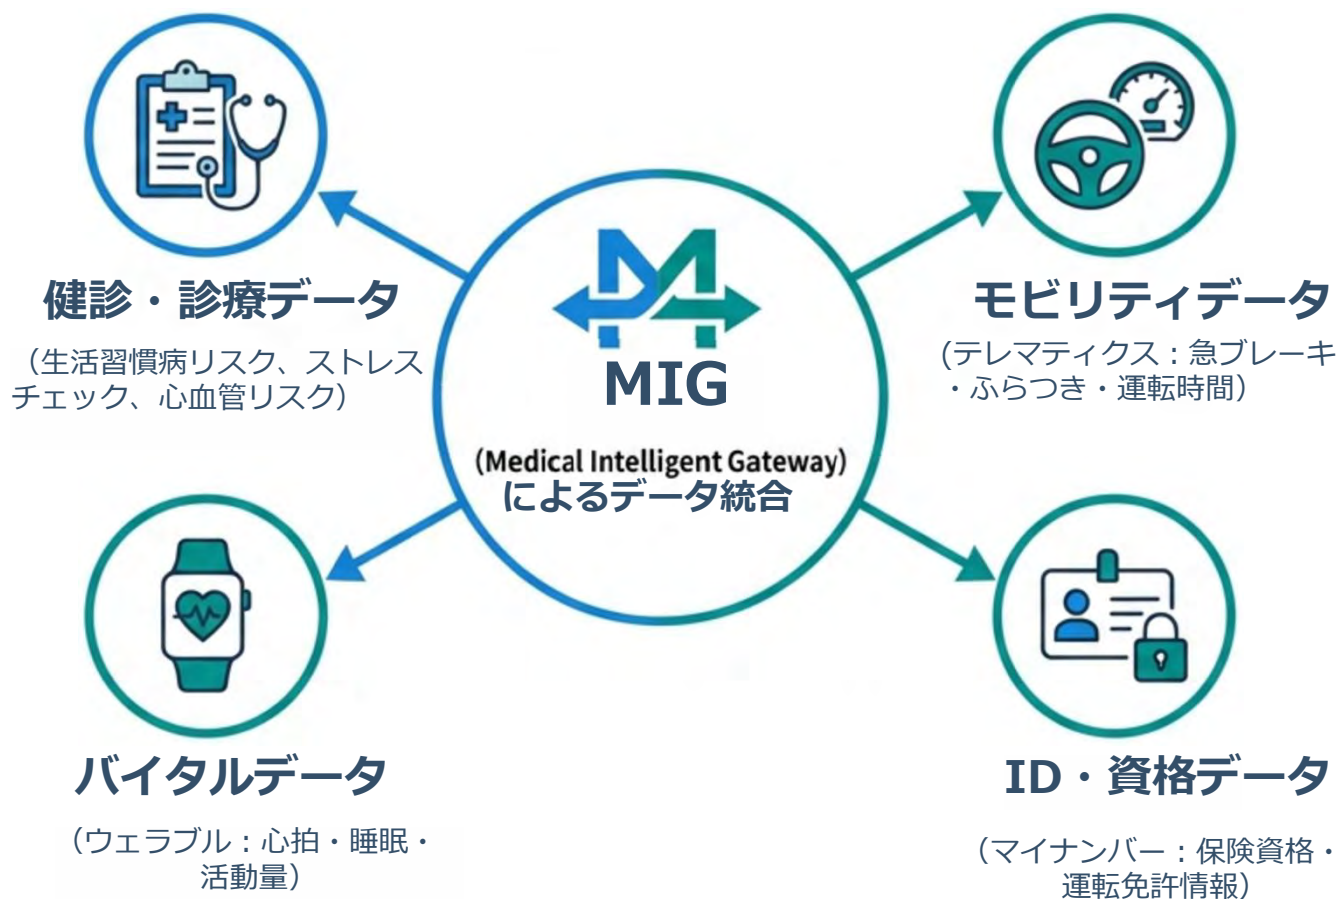 健診・診療データ
（生活習慣病リスク、ストレス
チェック、心血管リスク）
モビリティデータ
（テレマティクス：急ブレーキ
・ふらつき・運転時間）
MIG
（Medical Intelligent Gateway）
によるデータ統合
バイタルデータ
（ウェラブル：心拍・睡眠・
活動量）
ID・資格データ
（マイナンバー：保険資格・
運転免許情報）